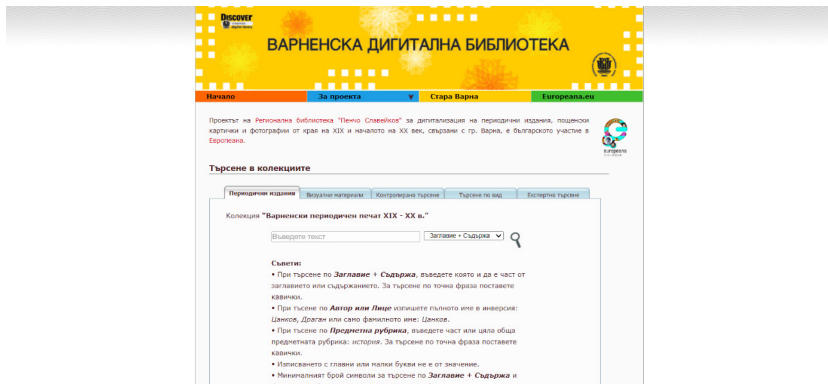 Discover
ВАРНЕНСКА ДИГИТАЛНА БИБЛИОТЕКА
Начало За проекта Стара Варна Europeana.eu
Проектът на Регионална библиотека "Пенчо Славейков" за дигитализация на периодични издания, пощенски
картички и фотографии от края на XIX и началото на XX век, свързани с гр. Варна, е българското участие в
Европеана.
europeana
Търсене в колекциите
Периодични издания Визуални материали Контролирано търсене Търсене по вид Експертно търсене
Колекция "Варненски периодичен печат XIX - XX в."
Въведете текст Заглавие + Съдържа
Съвети:
• При търсене по Заглавие + Съдържа, въведете която и да е част от
заглавието или съдържанието. За търсене по точна фраза поставете
кавички.
• При тъсене по Автор или Лице изпишете пълното име в инверсия:
Цанков, Драган или само фамилното име: Цанков.
• При тъсене по Предметна рубрика, въведете част или цяла обща
предметната рубрика: история. За търсене по точна фраза поставете
кавички.
• Изписването с главни или малки букви не е от значение.
• Минималният брой символи за търсене по Заглавие + Съдържа и